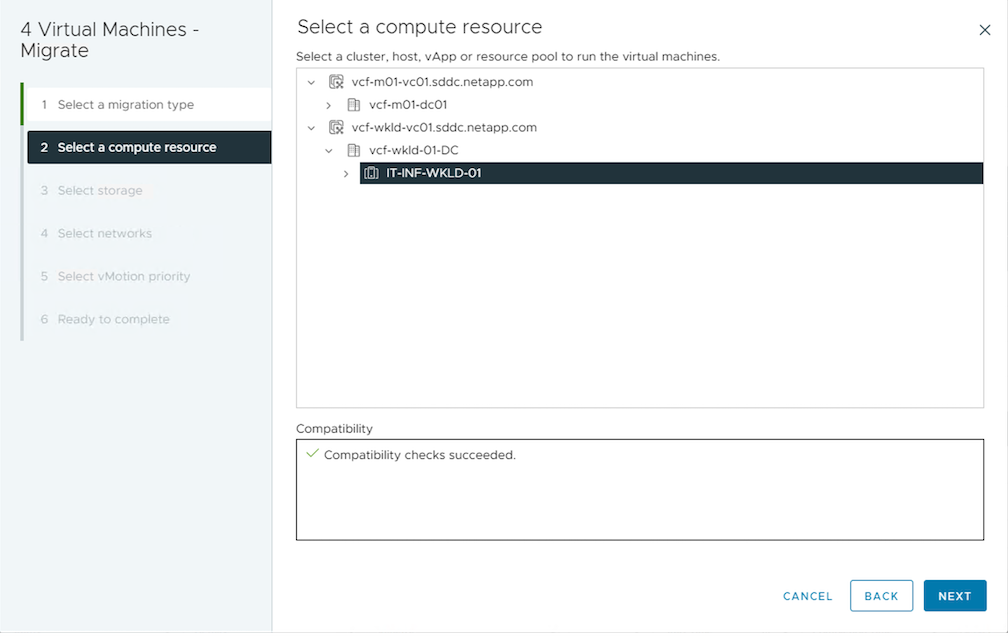 4 Virtual Machines -
Migrate
1 Select a migration type
2 Select a compute resource
3 Select storage
4 Select networks
5 Select vMotion priority
6 Ready to complete
Select a compute resource
Select a cluster, host, vApp or resource pool to run the virtual machines.
vcf-m01-vc01.sddc.netapp.com
vcf-m01-dc01
vcf-wkld-vc01.sddc.netapp.com
vcf-wkld-01-DC
IT-INF-WKLD-01
Compatibility
Compatibility checks succeeded.
CANCEL BACK NEXT